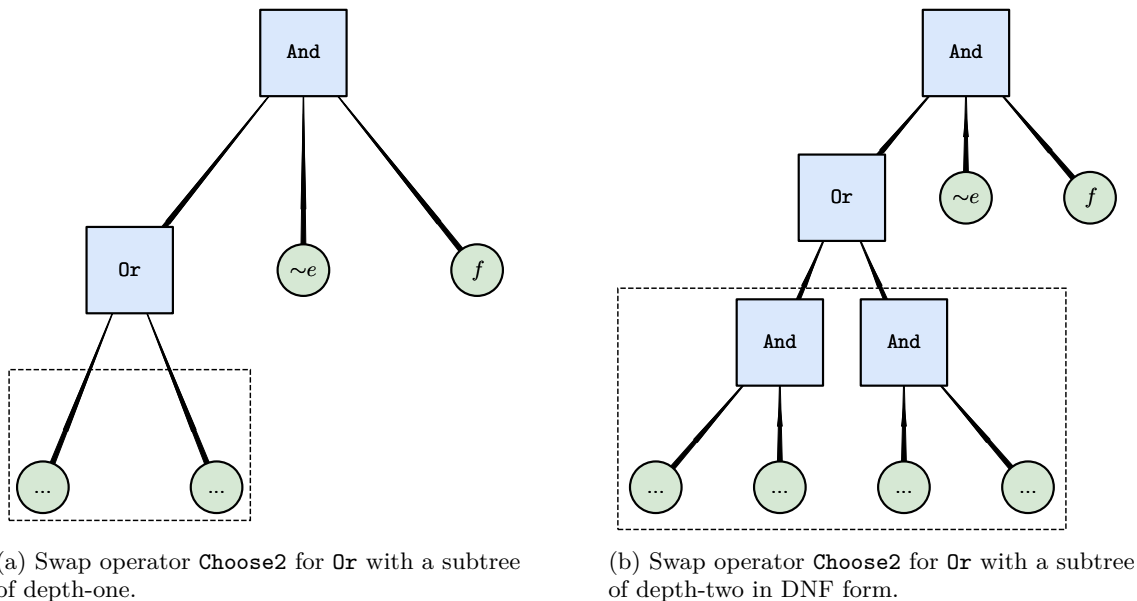 And
And
Or
~e
f
Or
~e
f
And
And
...
...
...
...
...
...
(a) Swap operator Choose2 for Or with a subtree
of depth-one.
(b) Swap operator Choose2 for Or with a subtree
of depth-two in DNF form.